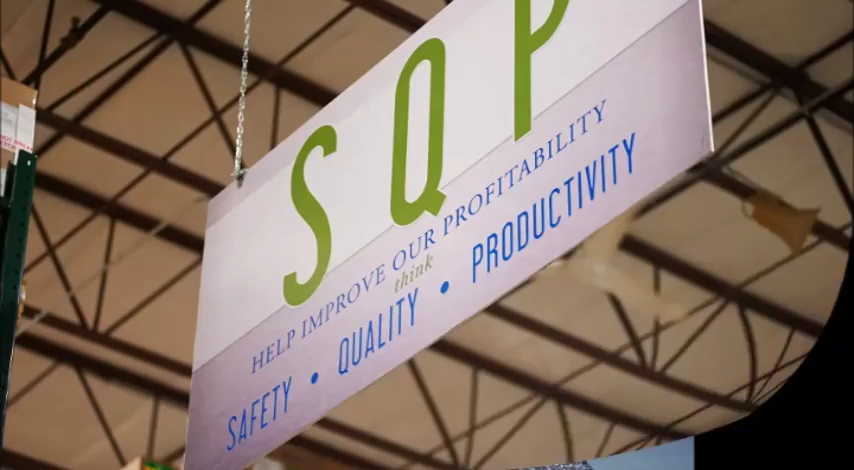 SQP
HELP IMPROVE OUR PROFITABILITY
think
SAFETY • QUALITY • PRODUCTIVITY